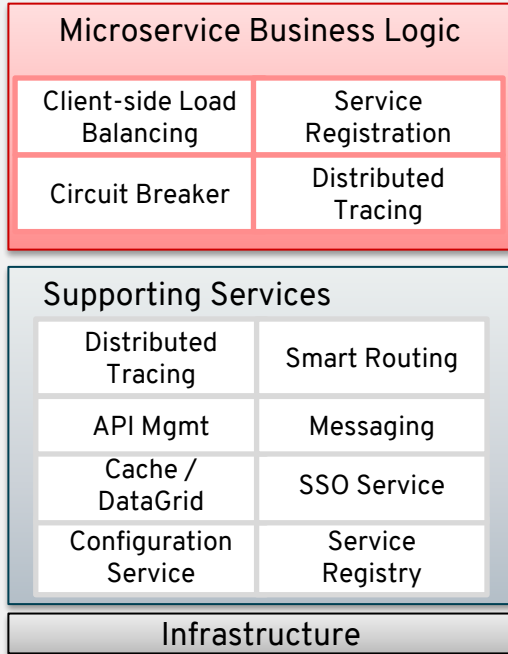 Microservice Business Logic
Client-side Load
Balancing
Service
Registration
Circuit Breaker
Distributed
Tracing
Supporting Services
Distributed
Tracing
Smart Routing
API Mgmt
Messaging
Cache /
DataGrid
SSO Service
Configuration
Service
Service
Registry
Infrastructure